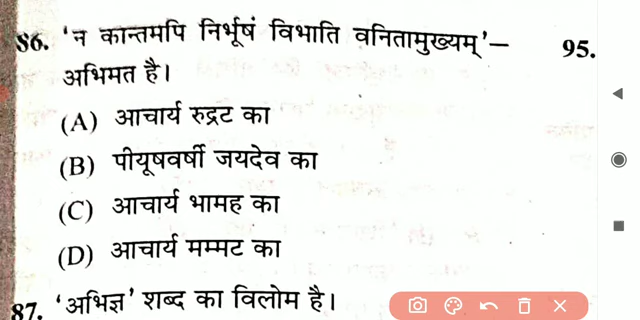 86. 'न कान्तमपि निर्भूषं विभाति वनितामुख्यम्'– 95.
अभिमत है।
(A) आचार्य रुद्रट का
(B) पीयूषवर्षी जयदेव का
(C) आचार्य भामह का
(D) आचार्य मम्मट का
87. 'अभिज्ञ' शब्द का विलोम है।